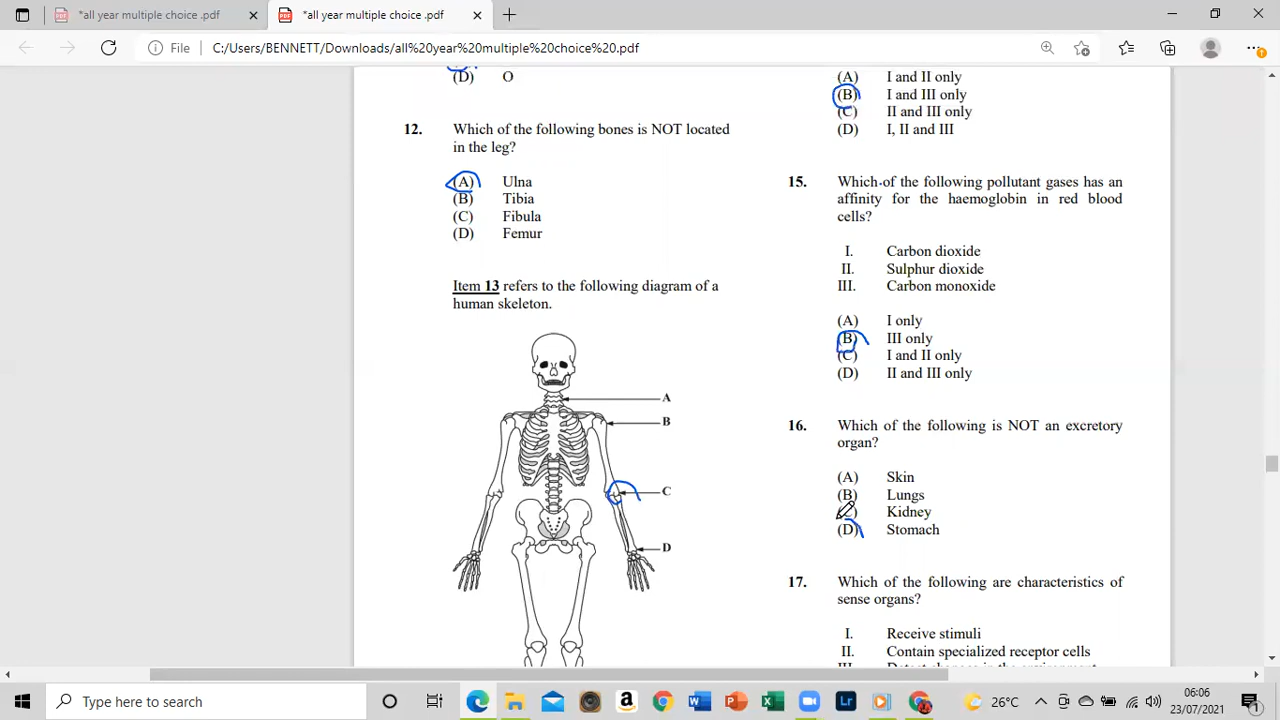 *all year multiple choice .pdf
*all year multiple choice .pdf
File
C:/Users/BENNETT/Downloads/all%20year%20multiple%20choice%20.pdf
(D) O
12. Which of the following bones is NOT located
in the leg?
(A) Ulna
(B) Tibia
(C) Fibula
(D) Femur
Item 13 refers to the following diagram of a
human skeleton.
A
B
C
D
(A) I and II only
(B) I and III only
(C) II and III only
(D) I, II and III
15. Which of the following pollutant gases has an
affinity for the haemoglobin in red blood
cells?
I. Carbon dioxide
II. Sulphur dioxide
III. Carbon monoxide
(A) I only
(B) III only
(C) I and II only
(D) II and III only
16. Which of the following is NOT an excretory
organ?
(A) Skin
(B) Lungs
(C) Kidney
(D) Stomach
17. Which of the following are characteristics of
sense organs?
I. Receive stimuli
II. Contain specialized receptor cells
III. Detect changes in the environment
Type here to search
26°C
06:06
23/07/2021